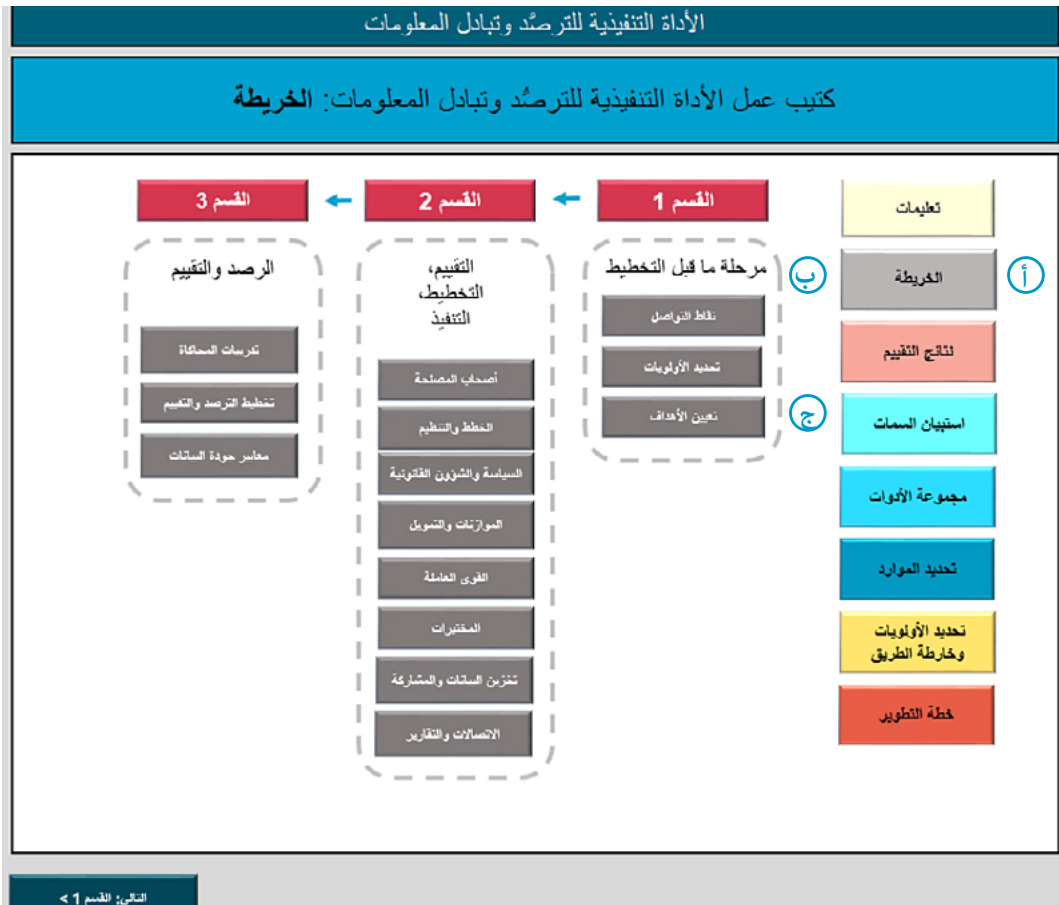 الأداة التنفيذية للترصُّد وتبادل المعلومات
كتيب عمل الأداة التنفيذية للترصُّد وتبادل المعلومات: الخريطة
تعليمات
أ
الخريطة
نتائج التقييم
استبيان السمات
مجموعة الأدوات
تحديد الموارد
تحديد الأولويات
وخارطة الطريق
خطة التطوير
القسم 1
ب
مرحلة ما قبل التخطيط
نقاط التواصل
تحديد الأولويات
ج
تعيين الأهداف
القسم 2
التقييم،
التخطيط،
التنفيذ
أصحاب المصلحة
الخطط والتنظيم
السياسة والشؤون القانونية
الموازنات والتمويل
القوى العاملة
المختبرات
تخزين البيانات والمشاركة
الاتصالات والتقارير
القسم 3
الرصد والتقييم
تدريبات المحاكاة
تخطيط الترصد والتقييم
معايير جودة البيانات
التالي: القسم 1 >